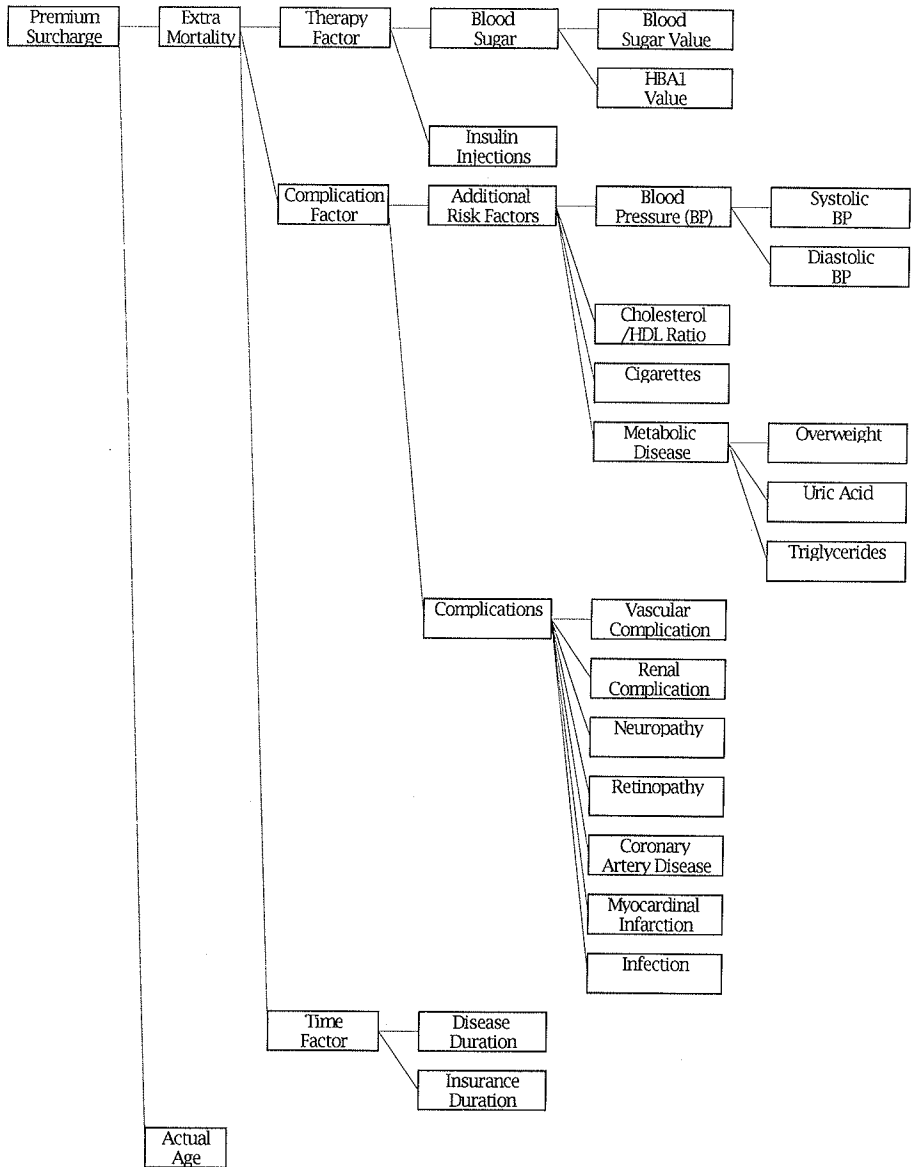 Premium
Surcharge
Extra
Mortality
Therapy
Factor
Blood
Sugar
Blood
Sugar Value
HBA1
Value
Insulin
Injections
Complication
Factor
Additional
Risk Factors
Blood
Pressure (BP)
Systolic
BP
Diastolic
BP
Cholesterol
/HDL Ratio
Cigarettes
Metabolic
Disease
Overweight
Uric Acid
Triglycerides
Complications
Vascular
Complication
Renal
Complication
Neuropathy
Retinopathy
Coronary
Artery Disease
Myocardinal
Infarction
Infection
Time
Factor
Disease
Duration
Insurance
Duration
Actual
Age